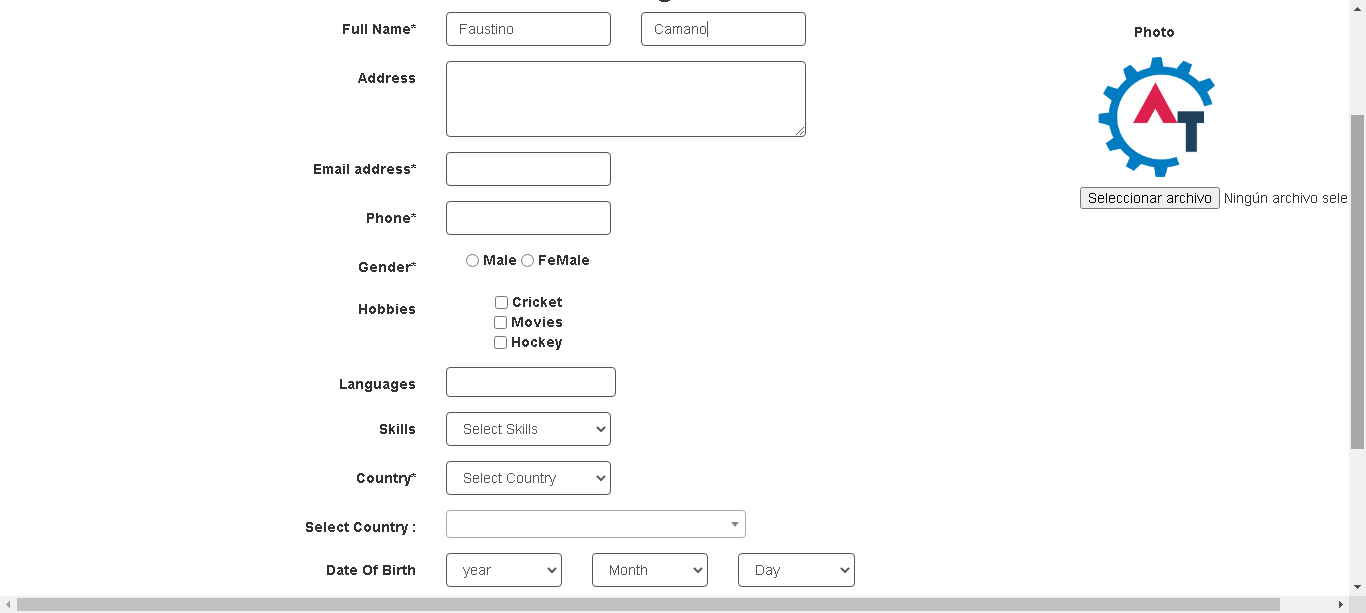 Full Name* Faustino Camano
Photo
Address
AT
Email address*
Seleccionar archivo Ningún archivo sele
Phone*
Gender* Male FeMale
Hobbies Cricket
Movies
Hockey
Languages
Skills Select Skills
Country* Select Country
Select Country :
Date Of Birth year Month Day